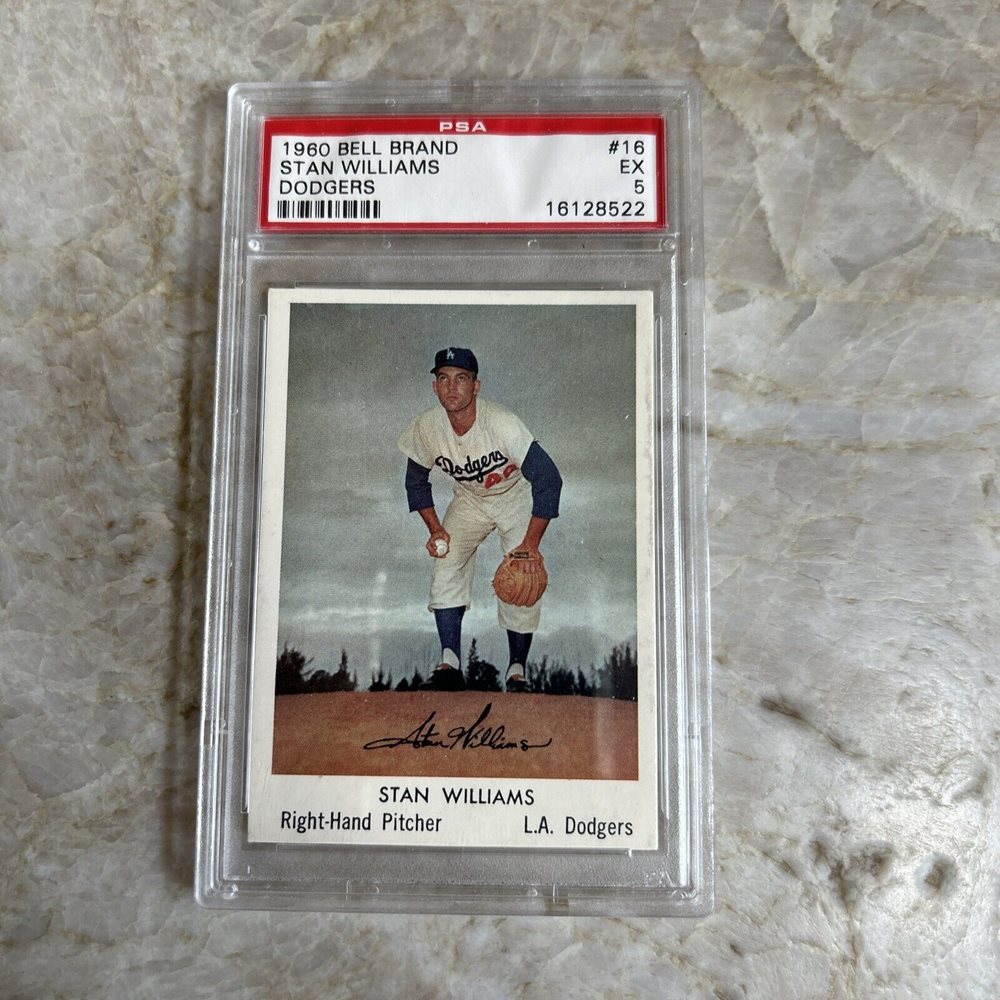 PSA
1960 BELL BRAND #16
STAN WILLIAMS EX
DODGERS 5
16128522
LA
Dodgers
Stan Williams
STAN WILLIAMS
Right-Hand Pitcher L.A. Dodgers